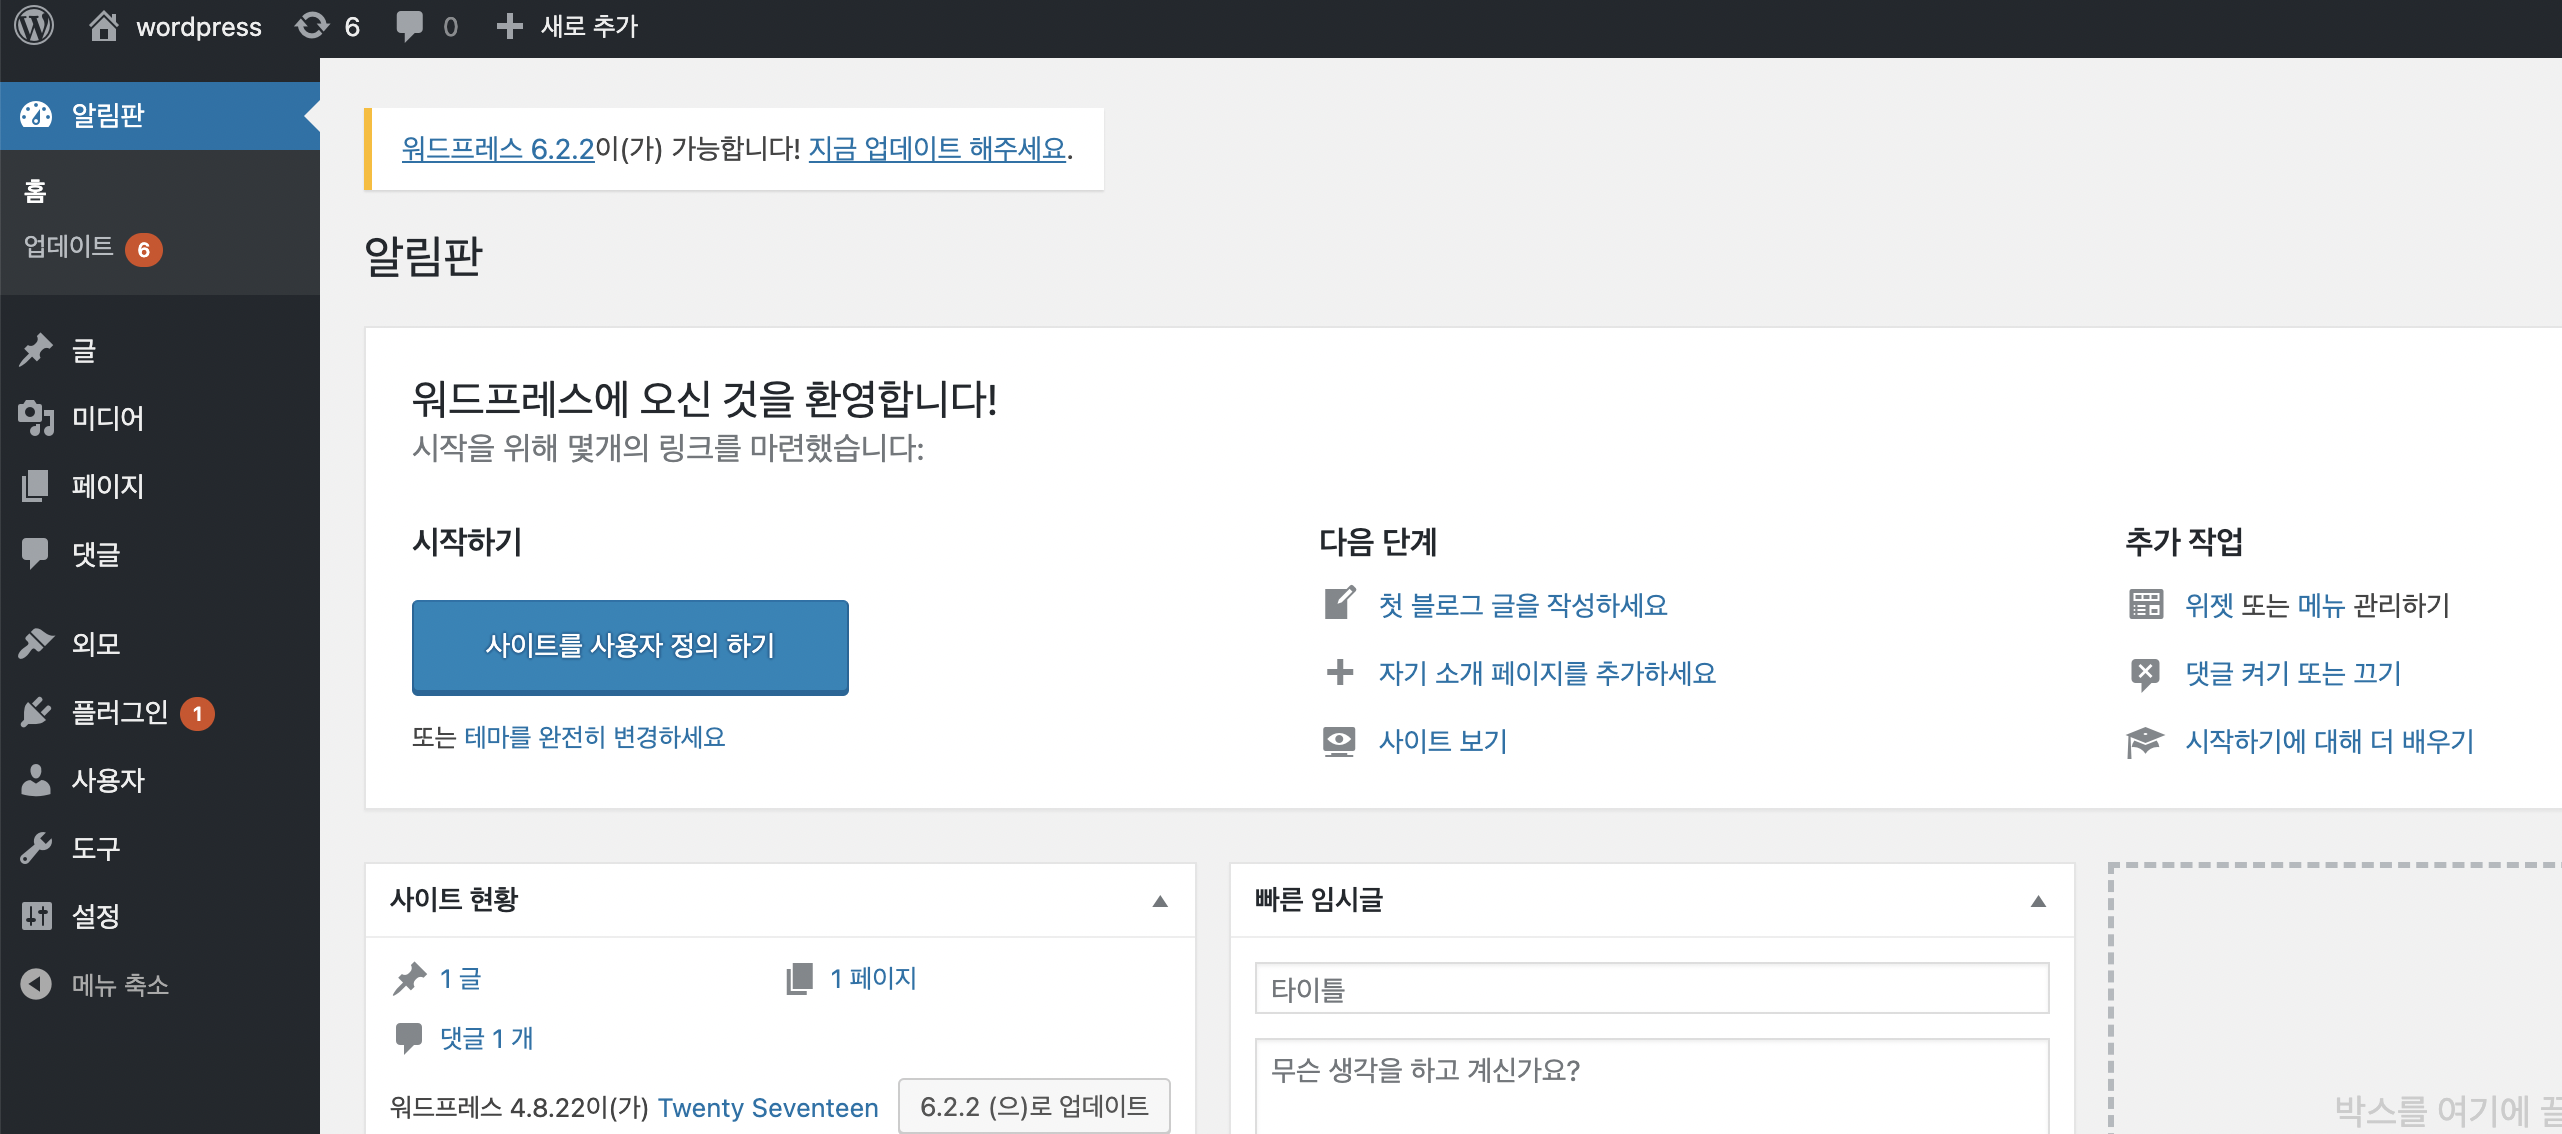 wordpress 6 0 새로 추가
알림판
홈
업데이트 6
글
미디어
페이지
댓글
외모
플러그인 1
사용자
도구
설정
메뉴 축소
워드프레스 6.2.2이(가) 가능합니다! 지금 업데이트 해주세요.
알림판
워드프레스에 오신 것을 환영합니다!
시작을 위해 몇개의 링크를 마련했습니다:
시작하기
사이트를 사용자 정의 하기
또는 테마를 완전히 변경하세요
다음 단계
첫 블로그 글을 작성하세요
자기 소개 페이지를 추가하세요
사이트 보기
추가 작업
위젯 또는 메뉴 관리하기
댓글 켜기 또는 끄기
시작하기에 대해 더 배우기
사이트 현황
1 글
1 페이지
댓글 1 개
워드프레스 4.8.22이(가) Twenty Seventeen
6.2.2 (으)로 업데이트
빠른 임시글
타이틀
무슨 생각을 하고 계신가요?
박스를 여기에